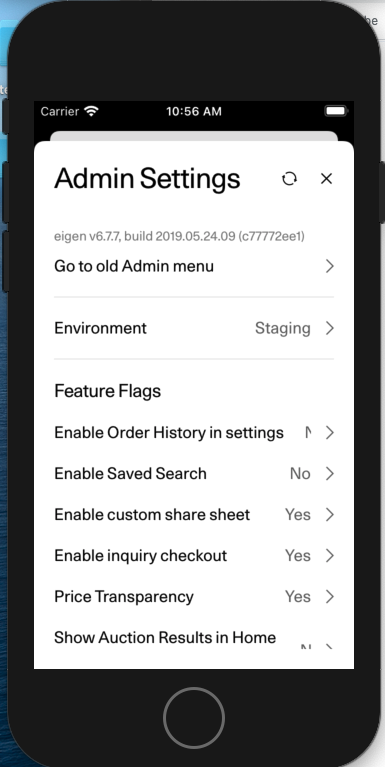 be
Carrier 10:56 AM
Admin Settings
eigen v6.7.7, build 2019.05.24.09 (c77772ee1)
Go to old Admin menu
Environment Staging
Feature Flags
Enable Order History in settings
Enable Saved Search No
Enable custom share sheet Yes
Enable inquiry checkout Yes
Price Transparency Yes
Show Auction Results in Home